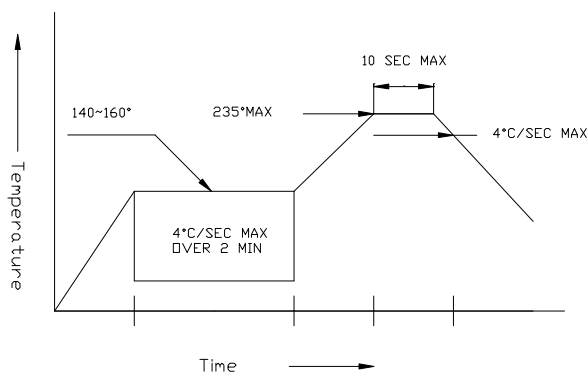 10 SEC MAX
140~160°
235°MAX
4°C/SEC MAX
Temperature
4°C/SEC MAX
OVER 2 MIN
Time